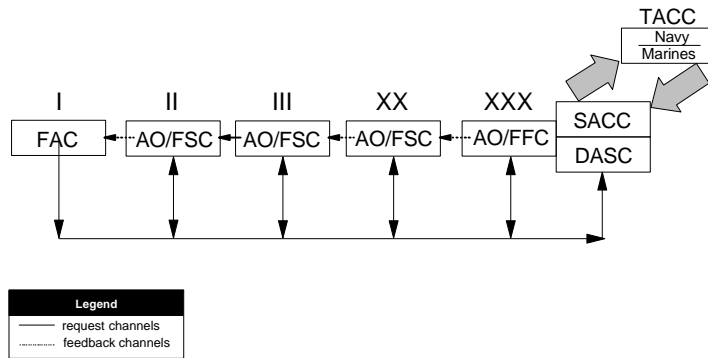 TACC
Navy
Marines
I
II
III
XX
XXX
FAC
AO/FSC
AO/FSC
AO/FSC
AO/FFC
SACC
DASC
Legend
request channels
feedback channels